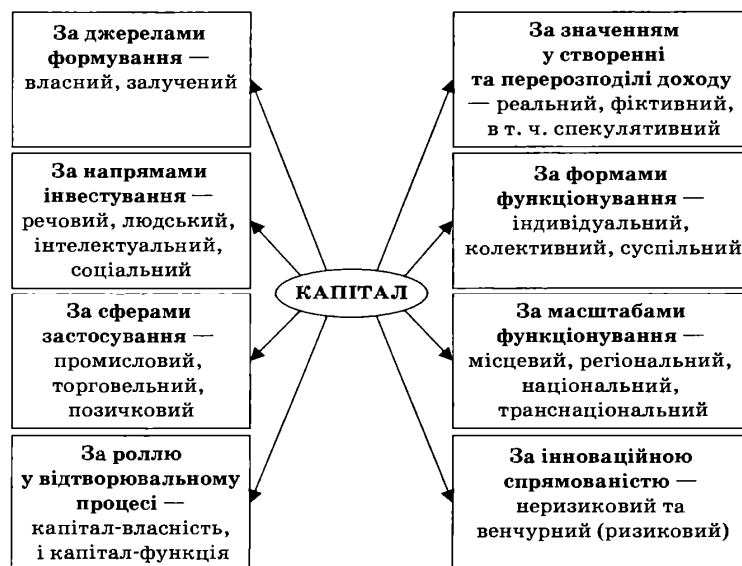 За джерелами
формування —
власний, залучений
За значенням
у створенні
та перерозподілі доходу
— реальний, фіктивний,
в т. ч. спекулятивний
За напрямами
інвестування —
речовий, людський,
інтелектуальний,
соціальний
За формами
функціонування —
індивідуальний,
колективний, суспільний
КАПІТАЛ
За сферами
застосування —
промисловий,
торговельний,
позичковий
За масштабами
функціонування —
місцевий, регіональний,
національний,
транснаціональний
За роллю
у відтворювальному
процесі —
капітал-власність,
і капітал-функція
За інноваційною
спрямованістю —
неризиковий та
венчурний (ризиковий)